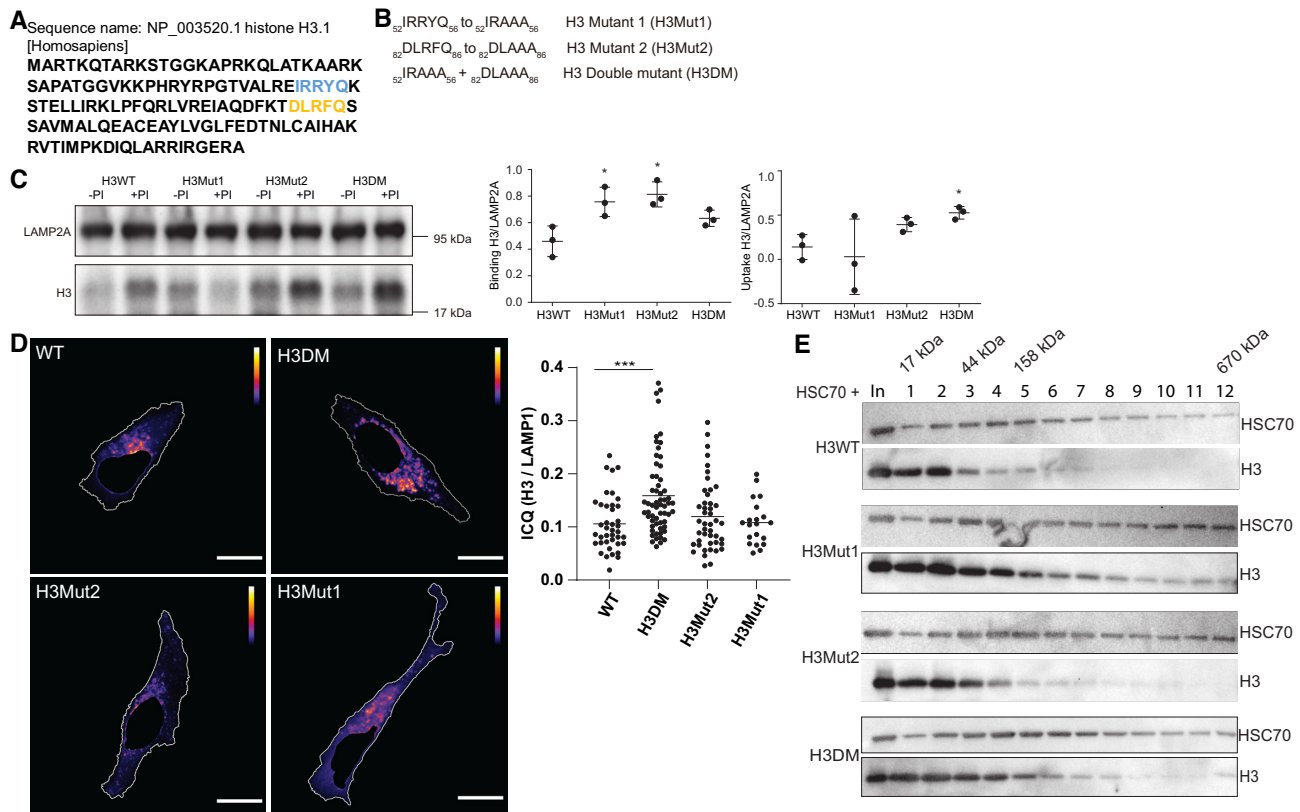 A
Sequence name: NP_003520.1 histone H3.1
[Homosapiens]
MARTKQTARKSTGGKAPRKQLATKAARK
SAPATGGVKKPHRYRPGTVALREIRRYQK
STELLIRKLPFQRLVREIAQDFKTDLRFQS
SAVMALQEACEAYLVGLFEDTNLCAIHAK
RVTIMPKDIQLARRIRGERA
B
52IRRYQ56 to 52IRAAA56 H3 Mutant 1 (H3Mut1)
82DLRFQ86 to 82DLAAA86 H3 Mutant 2 (H3Mut2)
52IRAAA56 + 82DLAAA86 H3 Double mutant (H3DM)
C
H3WT H3Mut1 H3Mut2 H3DM
-PI +PI -PI +PI -PI +PI -PI +PI
LAMP2A
95 kDa
H3
17 kDa
Binding H3/LAMP2A
1.0
0.8
0.6
0.4
0.2
0.0
* *
H3WT H3Mut1 H3Mut2 H3DM
Uptake H3/LAMP2A
1.0
0.5
0.0
-0.5
*
H3WT H3Mut1 H3Mut2 H3DM
D
WT
H3DM
H3Mut2
H3Mut1
ICQ (H3 / LAMP1)
0.4
0.3
0.2
0.1
0.0
***
WT
H3DM
H3Mut2
H3Mut1
E
17 kDa 44 kDa 158 kDa 670 kDa
HSC70 + In 1 2 3 4 5 6 7 8 9 10 11 12
H3WT
HSC70
H3
H3Mut1
HSC70
H3
H3Mut2
HSC70
H3
H3DM
HSC70
H3